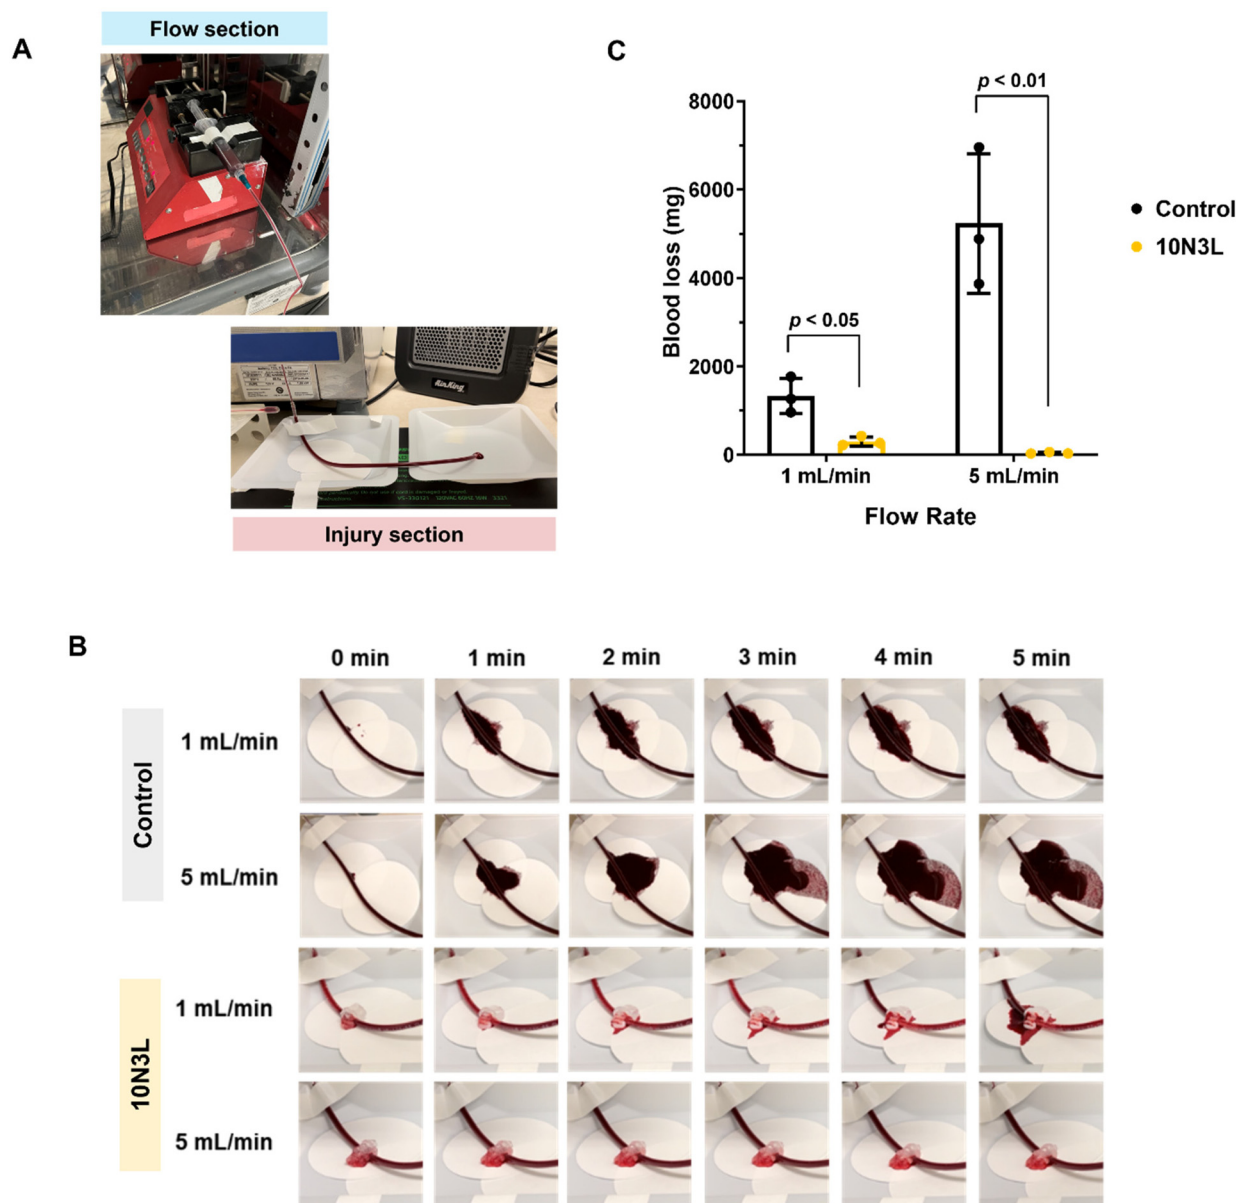 A
Flow section
AirKing
Injury section
C
8000
6000
4000
2000
0
Blood loss (mg)
p < 0.05
p < 0.01
1 mL/min
5 mL/min
Flow Rate
Control
10N3L
B
0 min
1 min
2 min
3 min
4 min
5 min
Control
1 mL/min
5 mL/min
10N3L
1 mL/min
5 mL/min